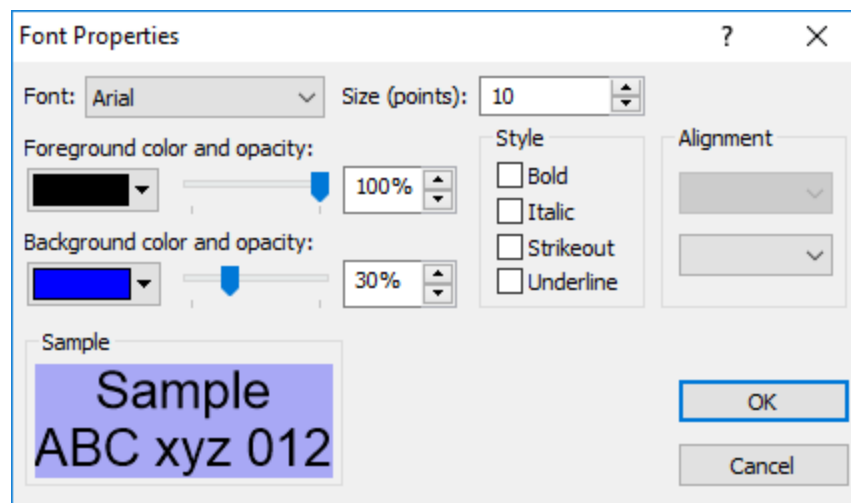 Font Properties ?
Font: Arial Size (points): 10
Foreground color and opacity:
100%
Background color and opacity:
30%
Style
Bold
Italic
Strikeout
Underline
Alignment
Sample
Sample
ABC xyz 012
OK
Cancel